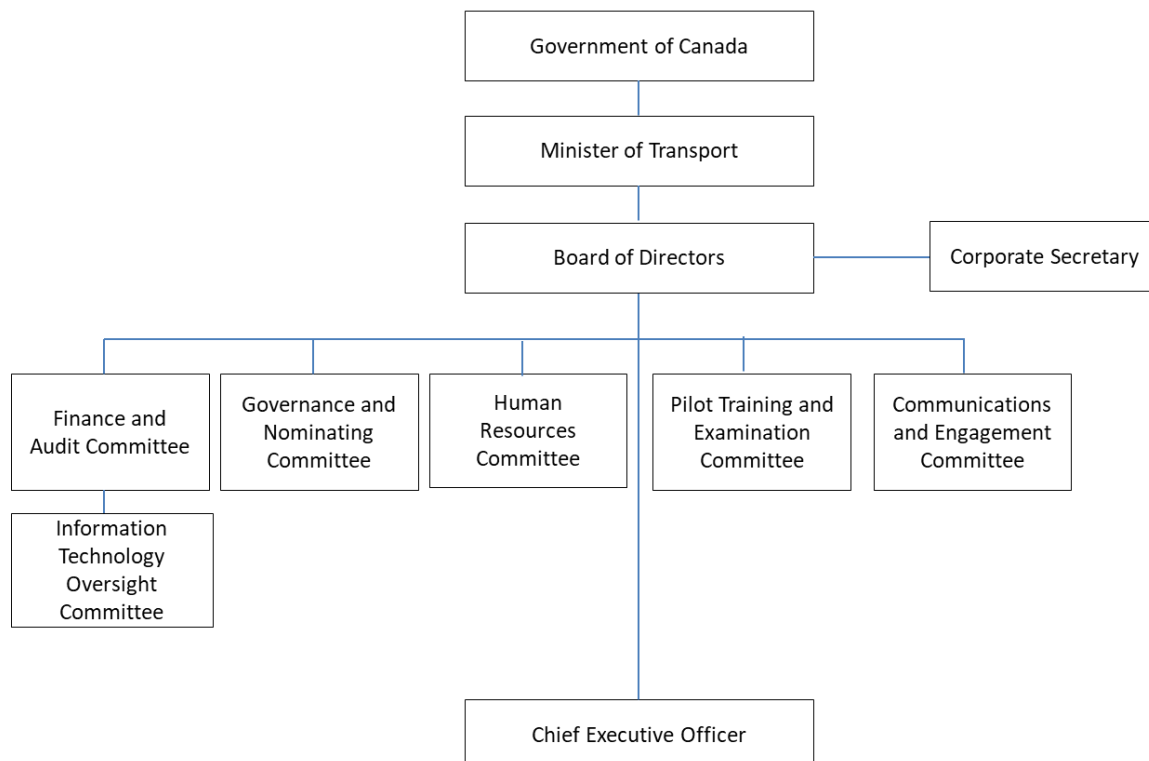 Government of Canada
Minister of Transport
Board of Directors
Corporate Secretary
Finance and
Audit Committee
Governance and
Nominating
Committee
Human
Resources
Committee
Pilot Training and
Examination
Committee
Communications
and Engagement
Committee
Information
Technology
Oversight
Committee
Chief Executive Officer